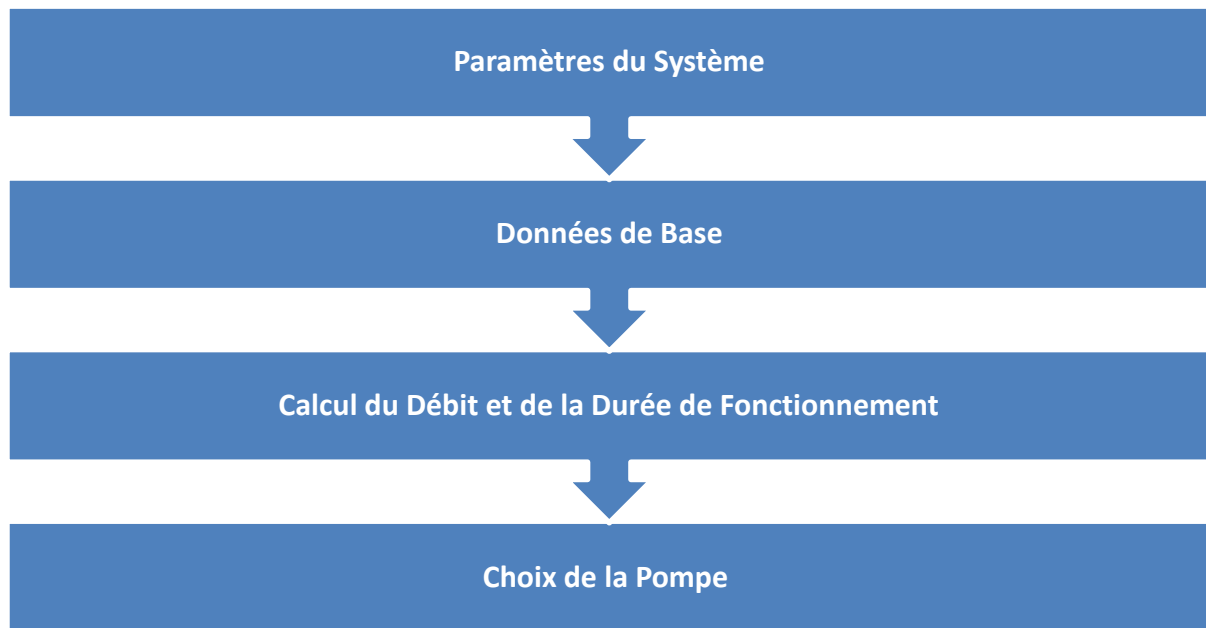 Paramètres du Système
Données de Base
Calcul du Débit et de la Durée de Fonctionnement
Choix de la Pompe